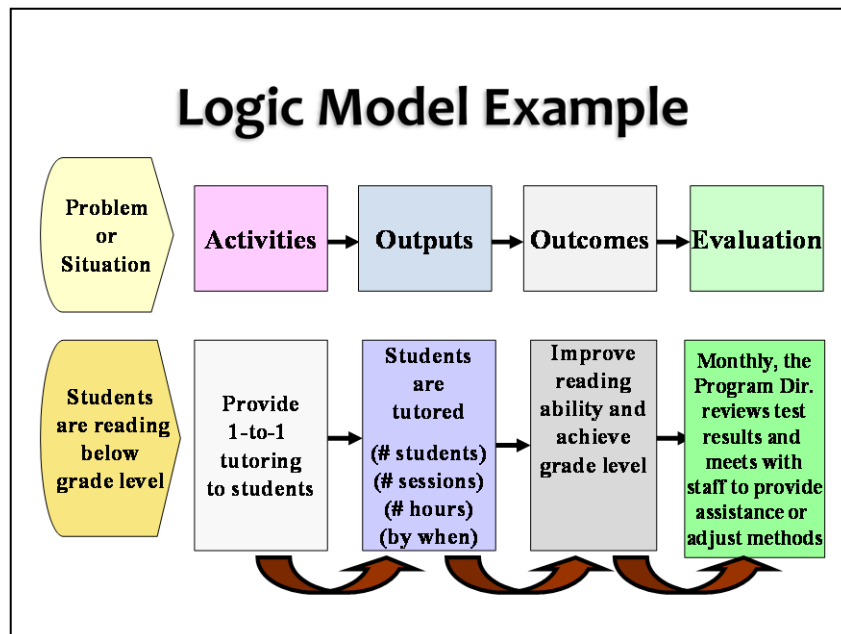 Logic Model Example
Problem
or
Situation
Activities
Outputs
Outcomes
Evaluation
Students
are reading
below
grade level
Provide
1-to-1
tutoring
to students
Students
are
tutored
(# students)
(# sessions)
(# hours)
(by when)
Improve
reading
ability and
achieve
grade level
Monthly, the
Program Dir.
reviews test
results and
meets with
staff to provide
assistance or
adjust methods